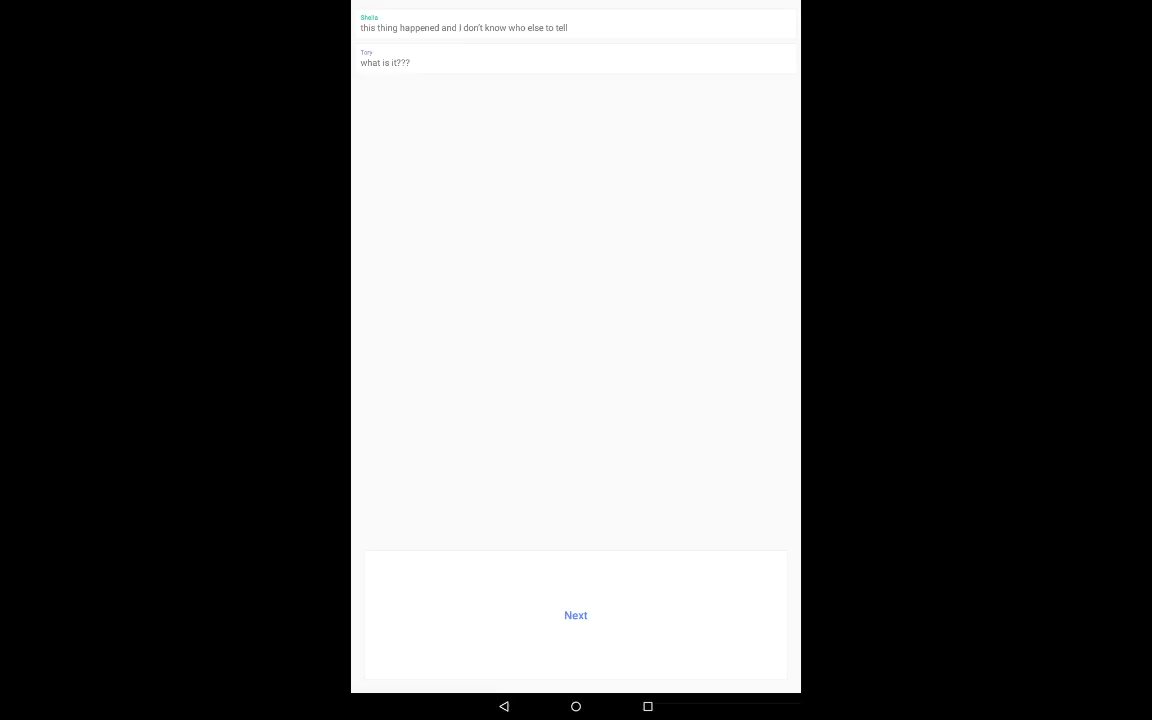 Sheila
this thing happened and I don't know who else to tell
Tory
what is it???
Next